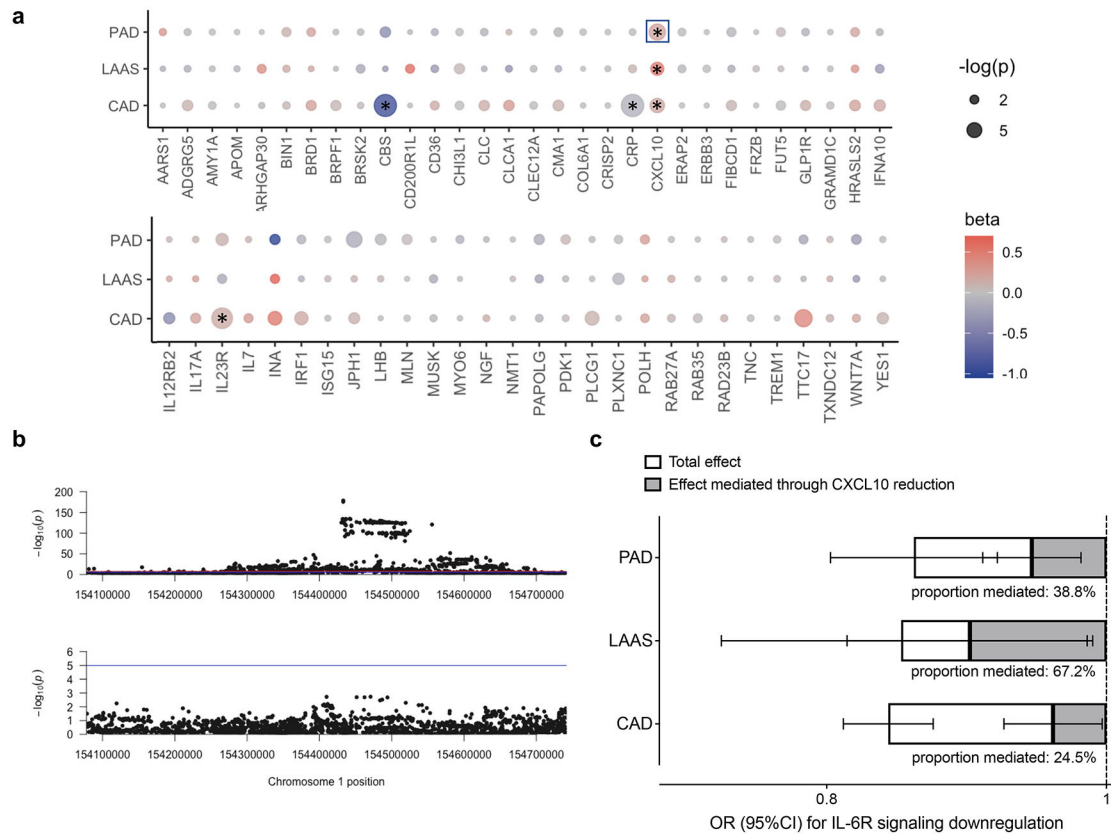 a
PAD
LAAS
CAD
* * * * *
AARS1 ADGRG5 AMY1A APOM ARHGAP30 BIN1 BRD1 BRPF1 BRSK2 CBS CD200R1L CD36 CHI3L1 CLC CLCA1 CLEC12A CMA1 COL6A1 CRISP2 CRP CXCL10 ERAP2 ERBB3 FIBCD1 FRZB FUT5 GLP1R GRAMD1C HRASLS2 IFNA10
PAD
LAAS
CAD
*
IL12RB2 IL17A IL23R IL7 INA IRF1 ISG15 JPH1 LHB MLN MUSK MYO6 NGF NMT1 PAPOLG PDK1 PLCG1 PLXNC1 POLH RAB27A RAB35 RAD23B TNC TREM1 TTC17 TXNDC12 WNT7A YES1
-log(p)
2
5
beta
0.5
0.0
-0.5
-1.0
b
−log10(p)
200
150
100
50
0
154100000 154200000 154300000 154400000 154500000 154600000 154700000
−log10(p)
6
5
4
3
2
1
0
154100000 154200000 154300000 154400000 154500000 154600000 154700000
Chromosome 1 position
c
Total effect
Effect mediated through CXCL10 reduction
PAD
proportion mediated: 38.8%
LAAS
proportion mediated: 67.2%
CAD
proportion mediated: 24.5%
0.8 1
OR (95%CI) for IL-6R signaling downregulation